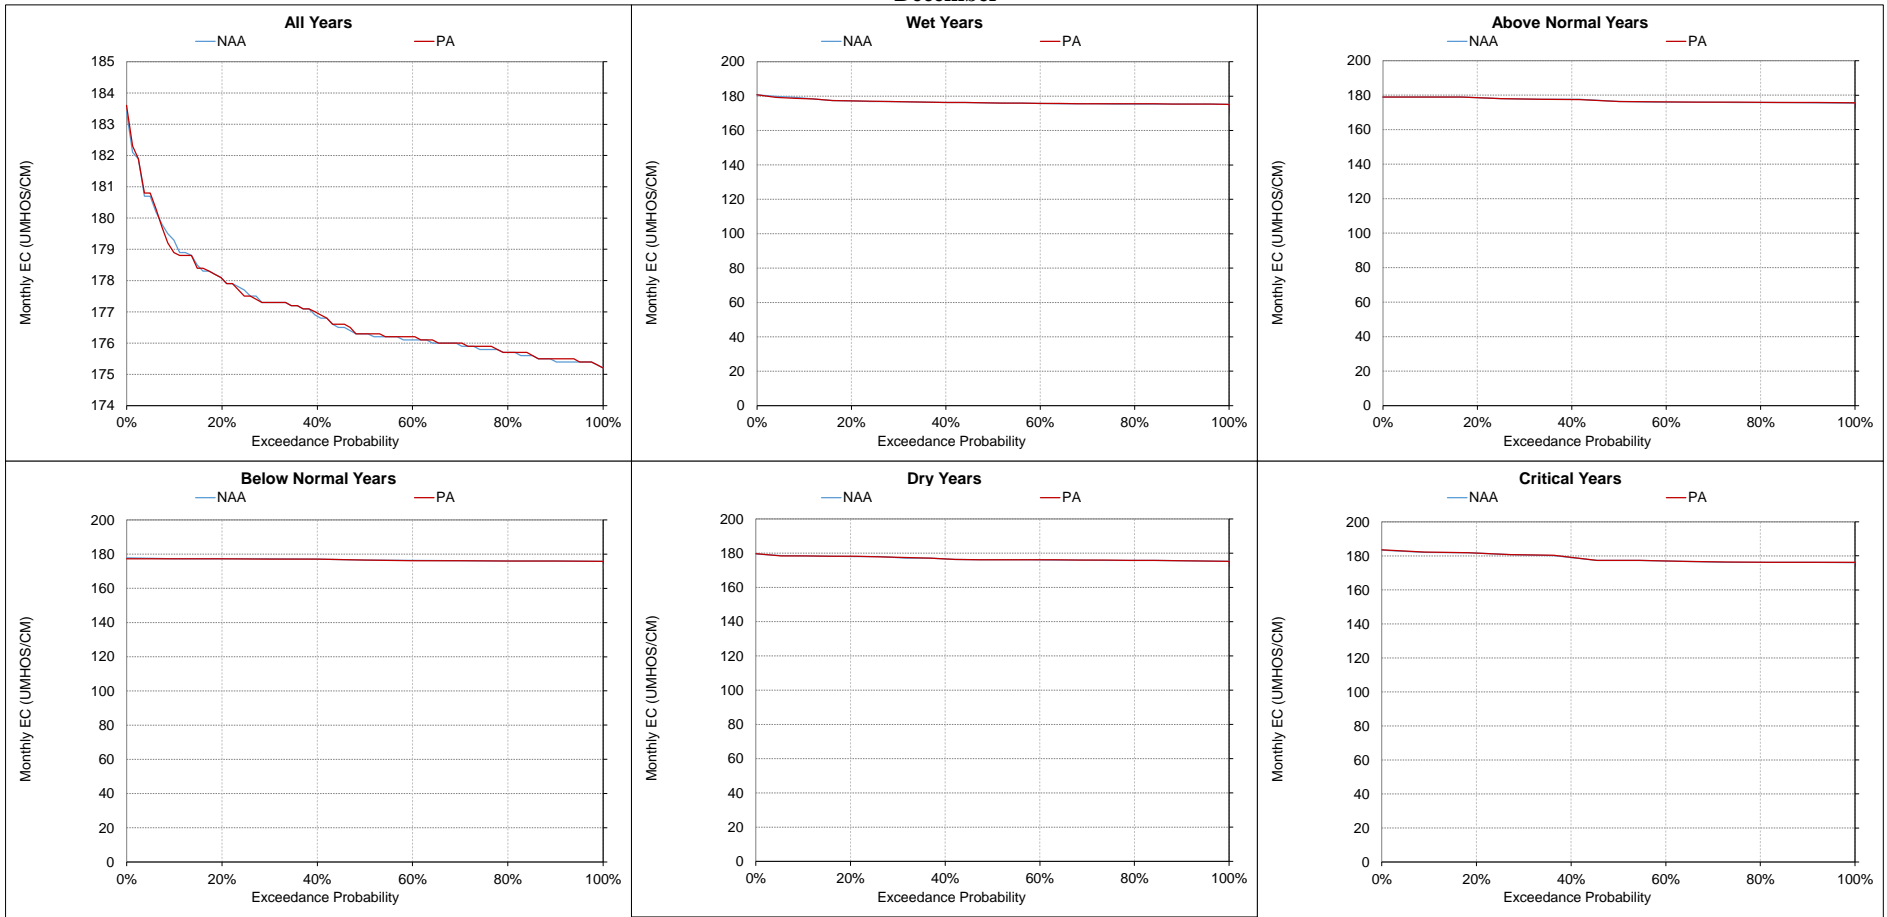 December
All Years
NAA PA
Monthly EC (UMHOS/CM)
185
184
183
182
181
180
179
178
177
176
175
174
0% 20% 40% 60% 80% 100%
Exceedance Probability
Wet Years
NAA PA
Monthly EC (UMHOS/CM)
200
180
160
140
120
100
80
60
40
20
0
0% 20% 40% 60% 80% 100%
Exceedance Probability
Above Normal Years
NAA PA
Monthly EC (UMHOS/CM)
200
180
160
140
120
100
80
60
40
20
0
0% 20% 40% 60% 80% 100%
Exceedance Probability
Below Normal Years
NAA PA
Monthly EC (UMHOS/CM)
200
180
160
140
120
100
80
60
40
20
0
0% 20% 40% 60% 80% 100%
Exceedance Probability
Dry Years
NAA PA
Monthly EC (UMHOS/CM)
200
180
160
140
120
100
80
60
40
20
0
0% 20% 40% 60% 80% 100%
Exceedance Probability
Critical Years
NAA PA
Monthly EC (UMHOS/CM)
200
180
160
140
120
100
80
60
40
20
0
0% 20% 40% 60% 80% 100%
Exceedance Probability